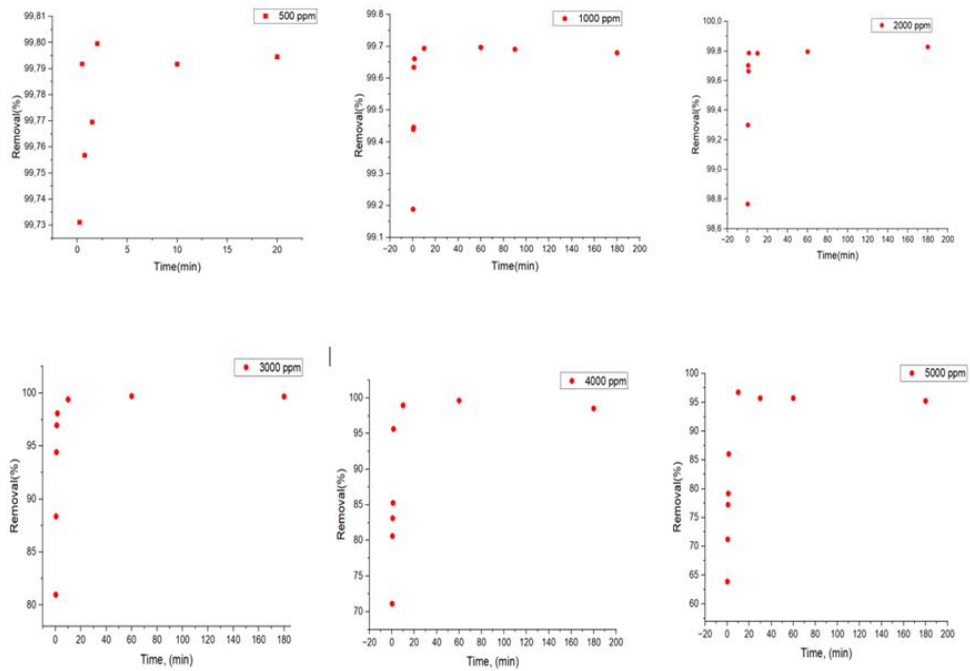 500 ppm
99,81
99,80
99,79
99,78
99,77
99,76
99,75
99,74
99,73
Removal(%)
0 5 10 15 20
Time(min)
1000 ppm
99.8
99.7
99.6
99.5
99.4
99.3
99.2
99.1
Removal(%)
−20 0 20 40 60 80 100 120 140 160 180 200
Time(min)
2000 ppm
100,0
99,8
99,6
99,4
99,2
99,0
98,8
98,6
Removal(%)
−20 0 20 40 60 80 100 120 140 160 180 200
Time(min)
3000 ppm
100
95
90
85
80
Removal(%)
0 20 40 60 80 100 120 140 160 180
Time, (min)
4000 ppm
100
95
90
85
80
75
70
Removal(%)
−20 0 20 40 60 80 100 120 140 160 180 200
Time, (min)
5000 ppm
100
95
90
85
80
75
70
65
60
Removal(%)
−20 0 20 40 60 80 100 120 140 160 180 200
Time, (min)